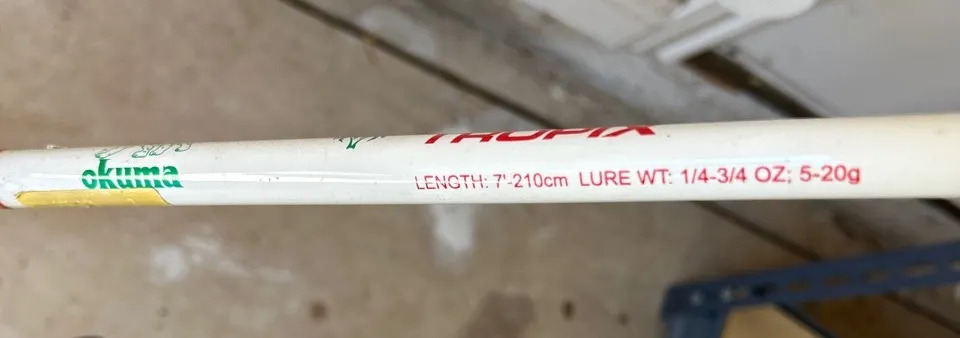 TROPIX
okuma
LENGTH: 7'-210cm LURE WT: 1/4-3/4 OZ; 5-20g